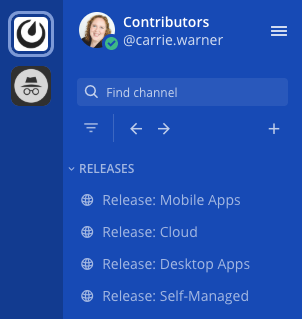 Contributors
@carrie.warner
Find channel
RELEASES
Release: Mobile Apps
Release: Cloud
Release: Desktop Apps
Release: Self-Managed